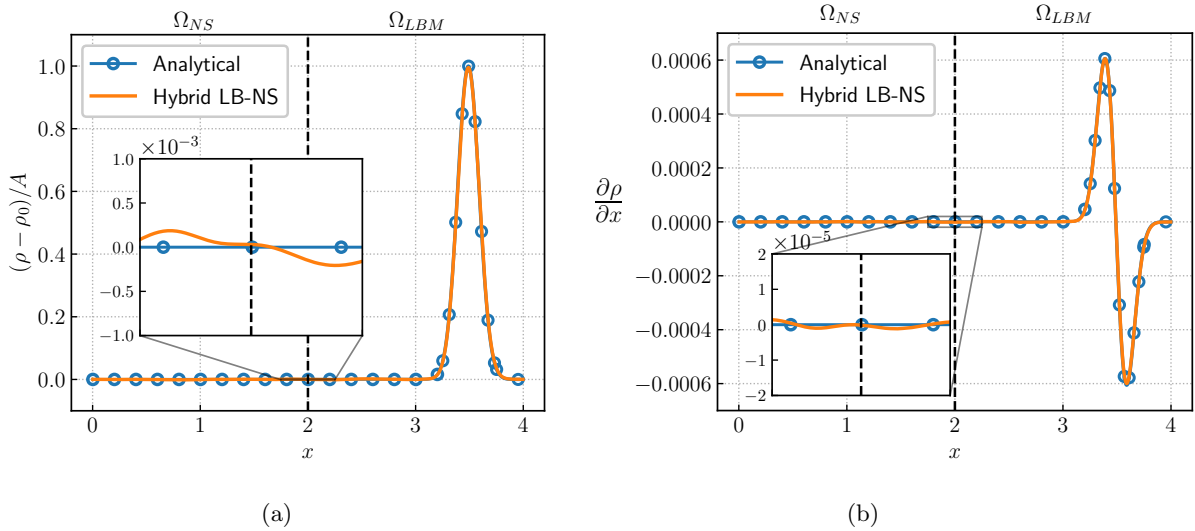 Ω_NS Ω_LBM
Analytical
Hybrid LB-NS
1.0
0.8
0.6
0.4
0.2
0.0
(ρ − ρ0)/A
×10−3
1.0
0.5
0.0
−0.5
−1.0
0 1 2 3 4
x
(a)
Ω_NS Ω_LBM
Analytical
Hybrid LB-NS
0.0006
0.0004
0.0002
0.0000
−0.0002
−0.0004
−0.0006
∂ρ
∂x
×10−5
2
1
0
−1
−2
0 1 2 3 4
x
(b)